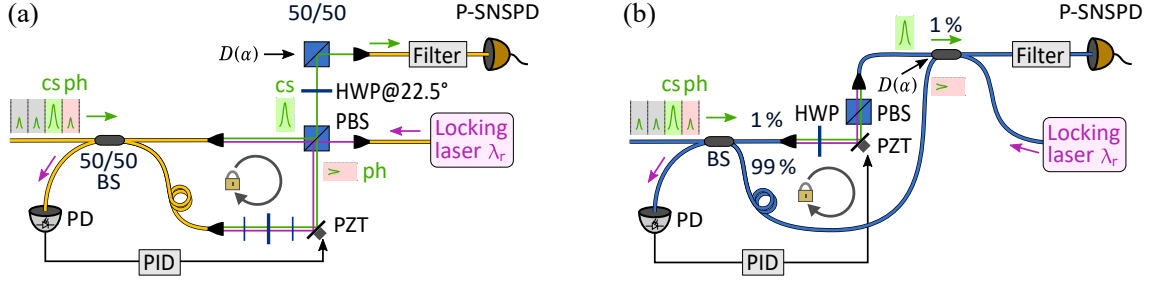 (a)
50/50
P-SNSPD
D(α)
Filter
cs ph
cs
HWP@22.5°
PBS
50/50
BS
Locking
laser λr
ph
PD
PZT
PID
(b)
1 %
P-SNSPD
Filter
D(α)
cs ph
HWP
PBS
1 %
BS
PZT
99 %
Locking
laser λr
PD
PID